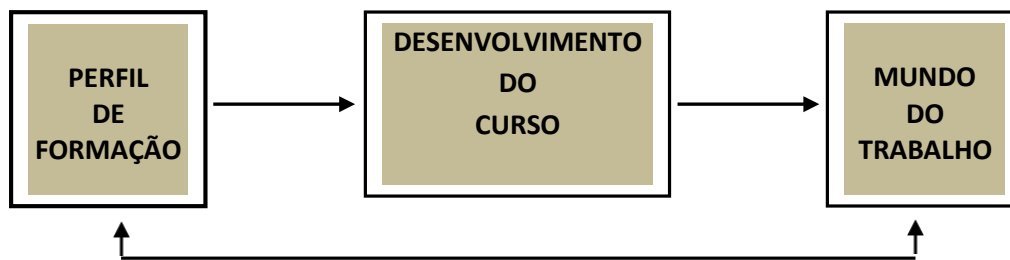 PERFIL
DE
FORMAÇÃO
DESENVOLVIMENTO
DO
CURSO
MUNDO
DO
TRABALHO